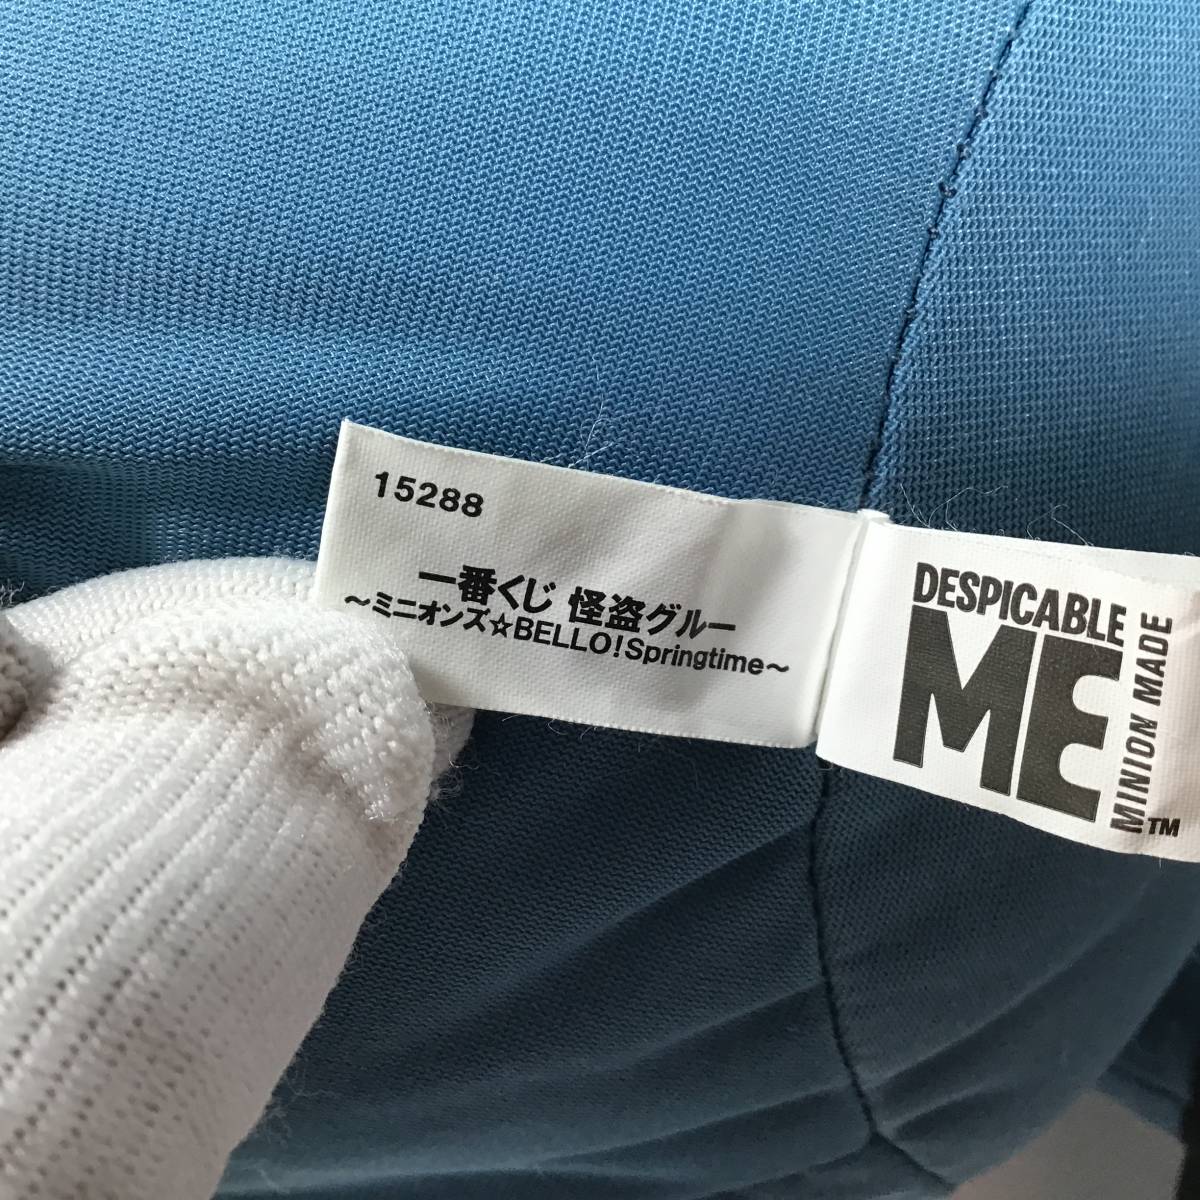 15288
一番くじ 怪盗グルー
～ミニオンズ☆BELLO!Springtime～
DESPICABLE
ME
MINION MADE
TM